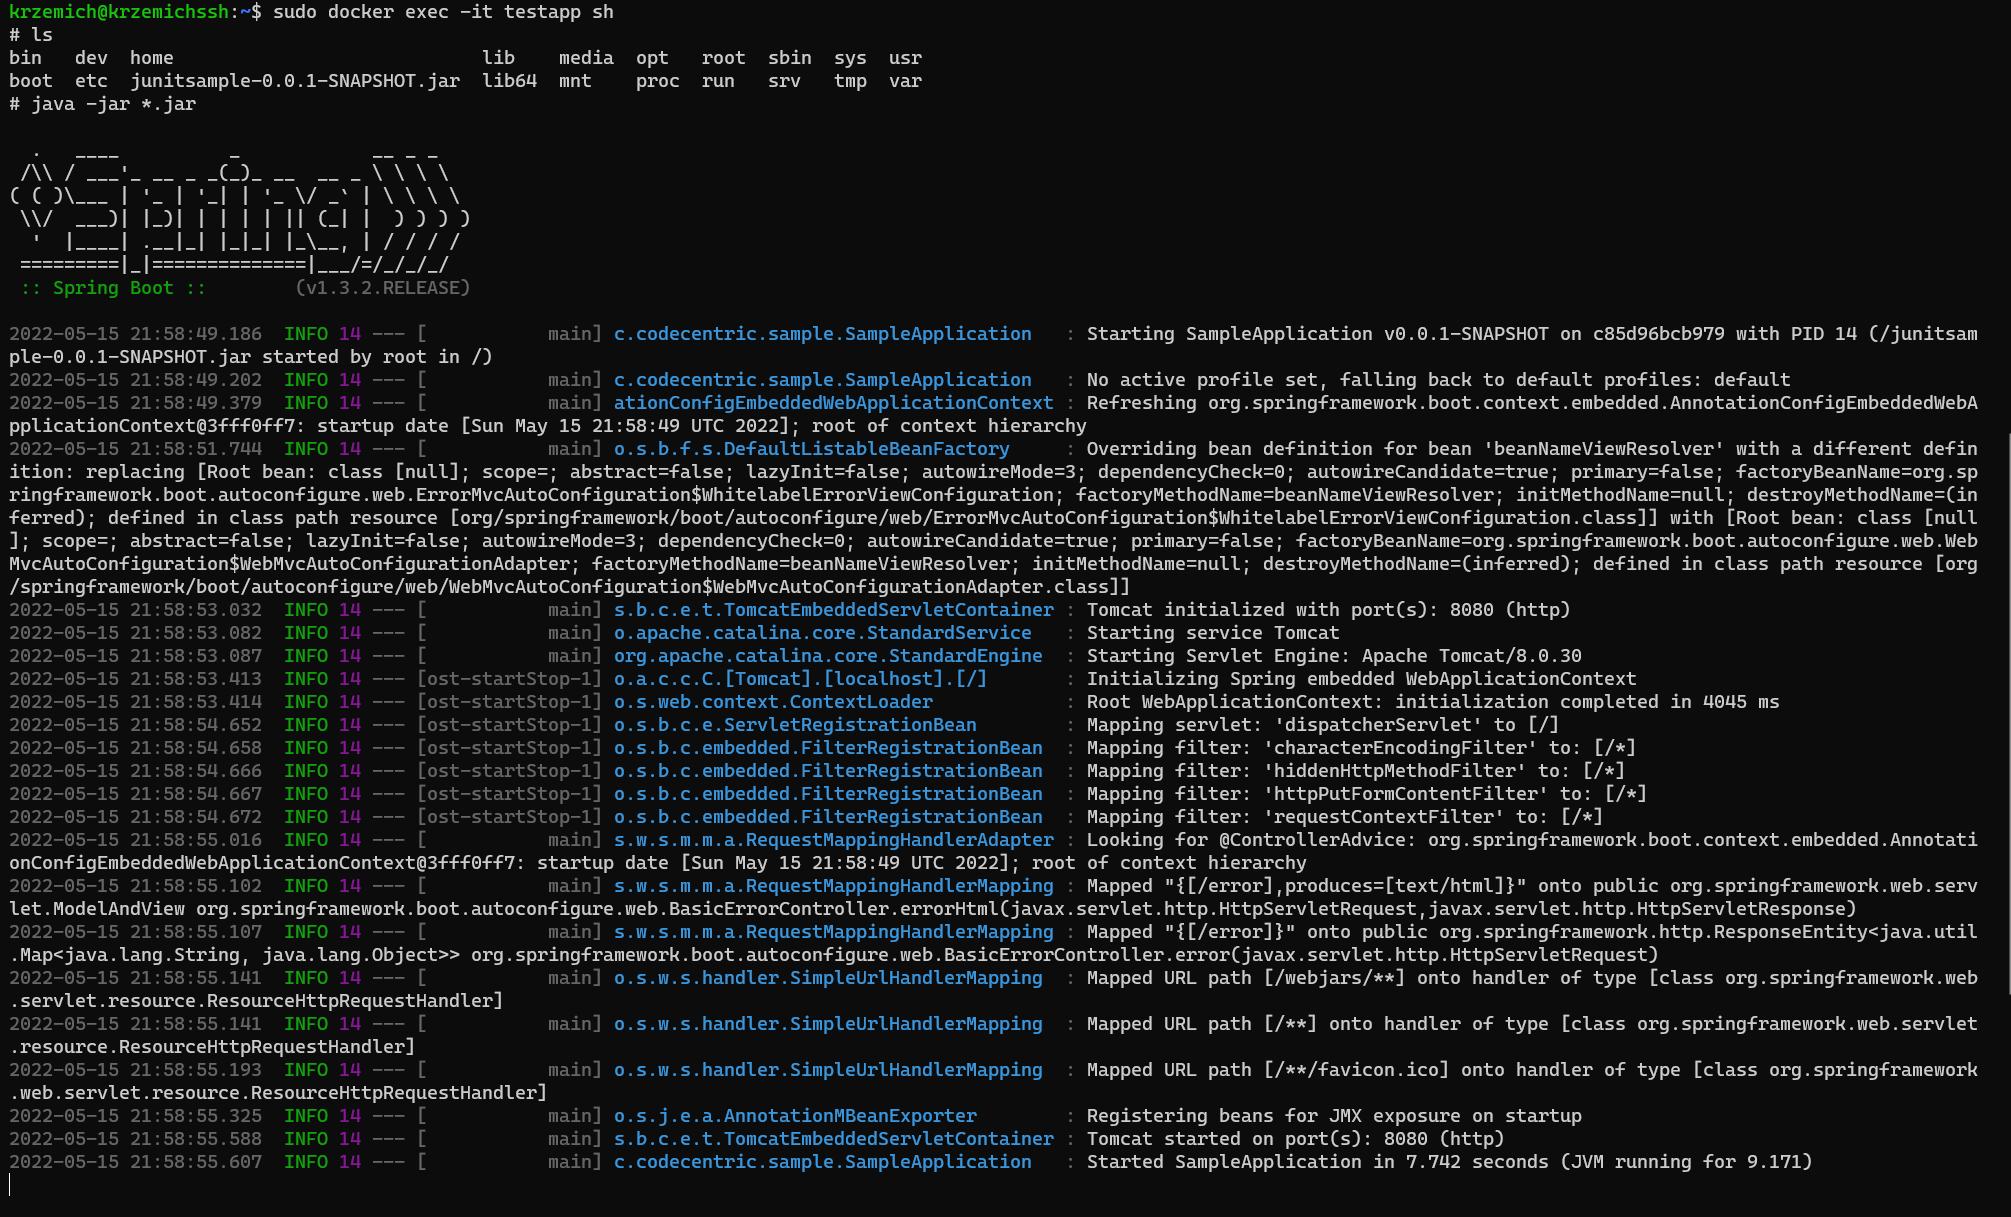 krzemich@krzemichssh:~$ sudo docker exec -it testapp sh
# ls
bin   dev  home                            lib    media  opt   root  sbin  sys  usr
boot  etc  junitsample-0.0.1-SNAPSHOT.jar  lib64  mnt    proc  run   srv   tmp  var
# java -jar *.jar

  .   ____          _            __ _ _
 /\\ / ___'_ __ _ _(_)_ __  __ _ \ \ \ \
( ( )\___ | '_ | '_| | '_ \/ _` | \ \ \ \
 \\/  ___)| |_)| | | | | || (_| |  ) ) ) )
  '  |____| .__|_| |_|_| |_\__, | / / / /
 =========|_|==============|___/=/_/_/_/
 :: Spring Boot ::        (v1.3.2.RELEASE)

2022-05-15 21:58:49.186  INFO 14 --- [           main] c.codecentric.sample.SampleApplication   : Starting SampleApplication v0.0.1-SNAPSHOT on c85d96bcb979 with PID 14 (/junitsam
ple-0.0.1-SNAPSHOT.jar started by root in /)
2022-05-15 21:58:49.202  INFO 14 --- [           main] c.codecentric.sample.SampleApplication   : No active profile set, falling back to default profiles: default
2022-05-15 21:58:49.379  INFO 14 --- [           main] ationConfigEmbeddedWebApplicationContext : Refreshing org.springframework.boot.context.embedded.AnnotationConfigEmbeddedWebA
pplicationContext@3fff0ff7: startup date [Sun May 15 21:58:49 UTC 2022]; root of context hierarchy
2022-05-15 21:58:51.744  INFO 14 --- [           main] o.s.b.f.s.DefaultListableBeanFactory     : Overriding bean definition for bean 'beanNameViewResolver' with a different defin
ition: replacing [Root bean: class [null]; scope=; abstract=false; lazyInit=false; autowireMode=3; dependencyCheck=0; autowireCandidate=true; primary=false; factoryBeanName=org.sp
ringframework.boot.autoconfigure.web.ErrorMvcAutoConfiguration$WhitelabelErrorViewConfiguration; factoryMethodName=beanNameViewResolver; initMethodName=null; destroyMethodName=(in
ferred); defined in class path resource [org/springframework/boot/autoconfigure/web/ErrorMvcAutoConfiguration$WhitelabelErrorViewConfiguration.class]] with [Root bean: class [null
]; scope=; abstract=false; lazyInit=false; autowireMode=3; dependencyCheck=0; autowireCandidate=true; primary=false; factoryBeanName=org.springframework.boot.autoconfigure.web.Web
MvcAutoConfiguration$WebMvcAutoConfigurationAdapter; factoryMethodName=beanNameViewResolver; initMethodName=null; destroyMethodName=(inferred); defined in class path resource [org
/springframework/boot/autoconfigure/web/WebMvcAutoConfiguration$WebMvcAutoConfigurationAdapter.class]]
2022-05-15 21:58:53.032  INFO 14 --- [           main] s.b.c.e.t.TomcatEmbeddedServletContainer : Tomcat initialized with port(s): 8080 (http)
2022-05-15 21:58:53.082  INFO 14 --- [           main] o.apache.catalina.core.StandardService   : Starting service Tomcat
2022-05-15 21:58:53.087  INFO 14 --- [           main] org.apache.catalina.core.StandardEngine  : Starting Servlet Engine: Apache Tomcat/8.0.30
2022-05-15 21:58:53.413  INFO 14 --- [ost-startStop-1] o.a.c.c.C.[Tomcat].[localhost].[/]       : Initializing Spring embedded WebApplicationContext
2022-05-15 21:58:53.414  INFO 14 --- [ost-startStop-1] o.s.web.context.ContextLoader            : Root WebApplicationContext: initialization completed in 4045 ms
2022-05-15 21:58:54.652  INFO 14 --- [ost-startStop-1] o.s.b.c.e.ServletRegistrationBean        : Mapping servlet: 'dispatcherServlet' to [/]
2022-05-15 21:58:54.658  INFO 14 --- [ost-startStop-1] o.s.b.c.embedded.FilterRegistrationBean  : Mapping filter: 'characterEncodingFilter' to: [/*]
2022-05-15 21:58:54.666  INFO 14 --- [ost-startStop-1] o.s.b.c.embedded.FilterRegistrationBean  : Mapping filter: 'hiddenHttpMethodFilter' to: [/*]
2022-05-15 21:58:54.667  INFO 14 --- [ost-startStop-1] o.s.b.c.embedded.FilterRegistrationBean  : Mapping filter: 'httpPutFormContentFilter' to: [/*]
2022-05-15 21:58:54.672  INFO 14 --- [ost-startStop-1] o.s.b.c.embedded.FilterRegistrationBean  : Mapping filter: 'requestContextFilter' to: [/*]
2022-05-15 21:58:55.016  INFO 14 --- [           main] s.w.s.m.m.a.RequestMappingHandlerAdapter : Looking for @ControllerAdvice: org.springframework.boot.context.embedded.Annotati
onConfigEmbeddedWebApplicationContext@3fff0ff7: startup date [Sun May 15 21:58:49 UTC 2022]; root of context hierarchy
2022-05-15 21:58:55.102  INFO 14 --- [           main] s.w.s.m.m.a.RequestMappingHandlerMapping : Mapped "{[/error],produces=[text/html]}" onto public org.springframework.web.serv
let.ModelAndView org.springframework.boot.autoconfigure.web.BasicErrorController.errorHtml(javax.servlet.http.HttpServletRequest,javax.servlet.http.HttpServletResponse)
2022-05-15 21:58:55.107  INFO 14 --- [           main] s.w.s.m.m.a.RequestMappingHandlerMapping : Mapped "{[/error]}" onto public org.springframework.http.ResponseEntity<java.util
.Map<java.lang.String, java.lang.Object>> org.springframework.boot.autoconfigure.web.BasicErrorController.error(javax.servlet.http.HttpServletRequest)
2022-05-15 21:58:55.141  INFO 14 --- [           main] o.s.w.s.handler.SimpleUrlHandlerMapping  : Mapped URL path [/webjars/**] onto handler of type [class org.springframework.web
.servlet.resource.ResourceHttpRequestHandler]
2022-05-15 21:58:55.141  INFO 14 --- [           main] o.s.w.s.handler.SimpleUrlHandlerMapping  : Mapped URL path [/**] onto handler of type [class org.springframework.web.servlet
.resource.ResourceHttpRequestHandler]
2022-05-15 21:58:55.193  INFO 14 --- [           main] o.s.w.s.handler.SimpleUrlHandlerMapping  : Mapped URL path [/**/favicon.ico] onto handler of type [class org.springframework
.web.servlet.resource.ResourceHttpRequestHandler]
2022-05-15 21:58:55.325  INFO 14 --- [           main] o.s.j.e.a.AnnotationMBeanExporter        : Registering beans for JMX exposure on startup
2022-05-15 21:58:55.588  INFO 14 --- [           main] s.b.c.e.t.TomcatEmbeddedServletContainer : Tomcat started on port(s): 8080 (http)
2022-05-15 21:58:55.607  INFO 14 --- [           main] c.codecentric.sample.SampleApplication   : Started SampleApplication in 7.742 seconds (JVM running for 9.171)